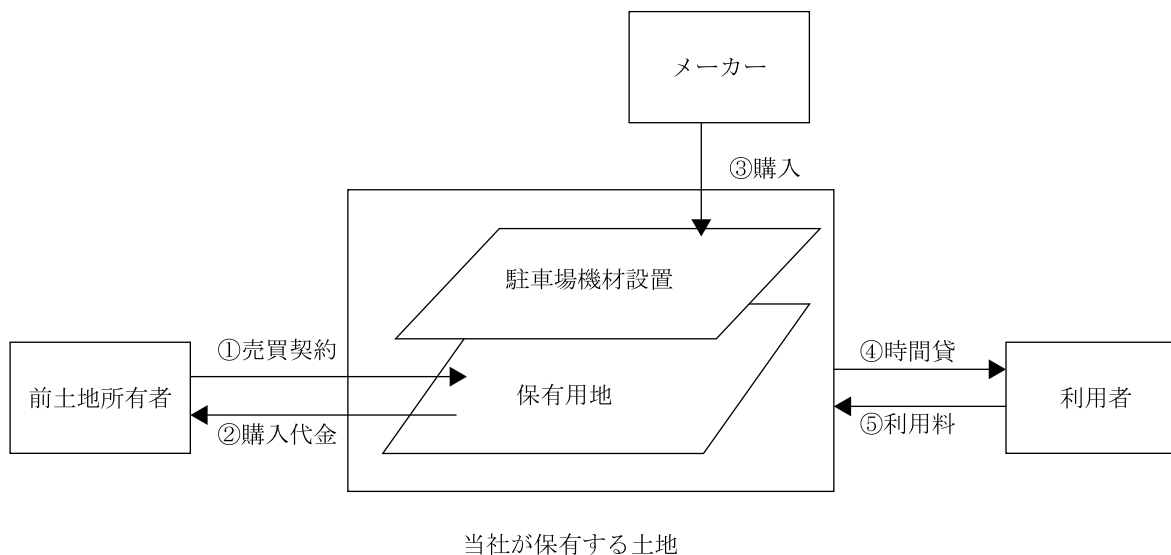 メーカー
③購入
駐車場機材設置
①売買契約
④時間貸
前土地所有者
保有用地
利用者
②購入代金
⑤利用料
当社が保有する土地